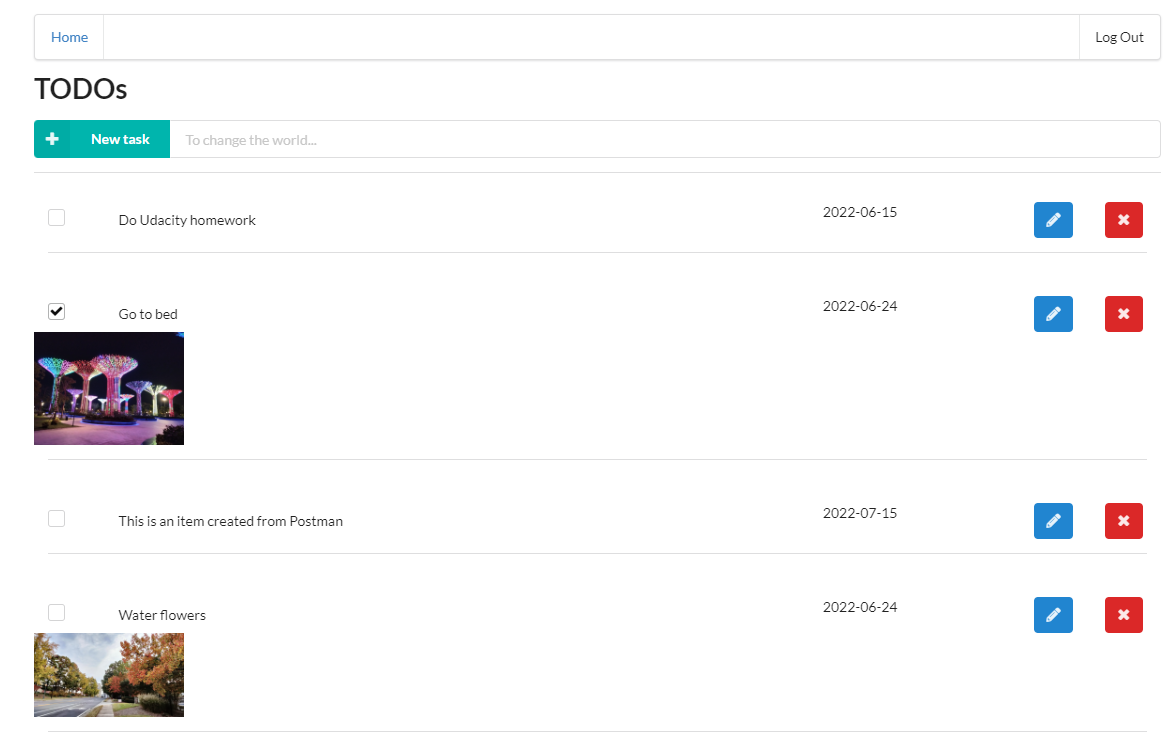 Home
Log Out
TODOs
New task
To change the world...
Do Udacity homework
2022-06-15
Go to bed
2022-06-24
This is an item created from Postman
2022-07-15
Water flowers
2022-06-24